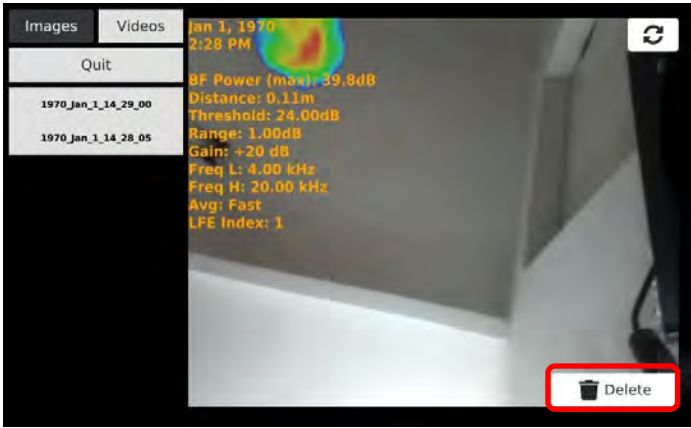 Images
Videos
Quit
1970_Jan_1_14_29_00
1970_Jan_1_14_28_05
Jan 1, 1970
2:28 PM
BF Power (max): 39.8dB
Distance: 0.11m
Threshold: 24.00dB
Range: 1.00dB
Gain: +20 dB
Freq L: 4.00 kHz
Freq H: 20.00 kHz
Avg: Fast
LFE Index: 1
Delete